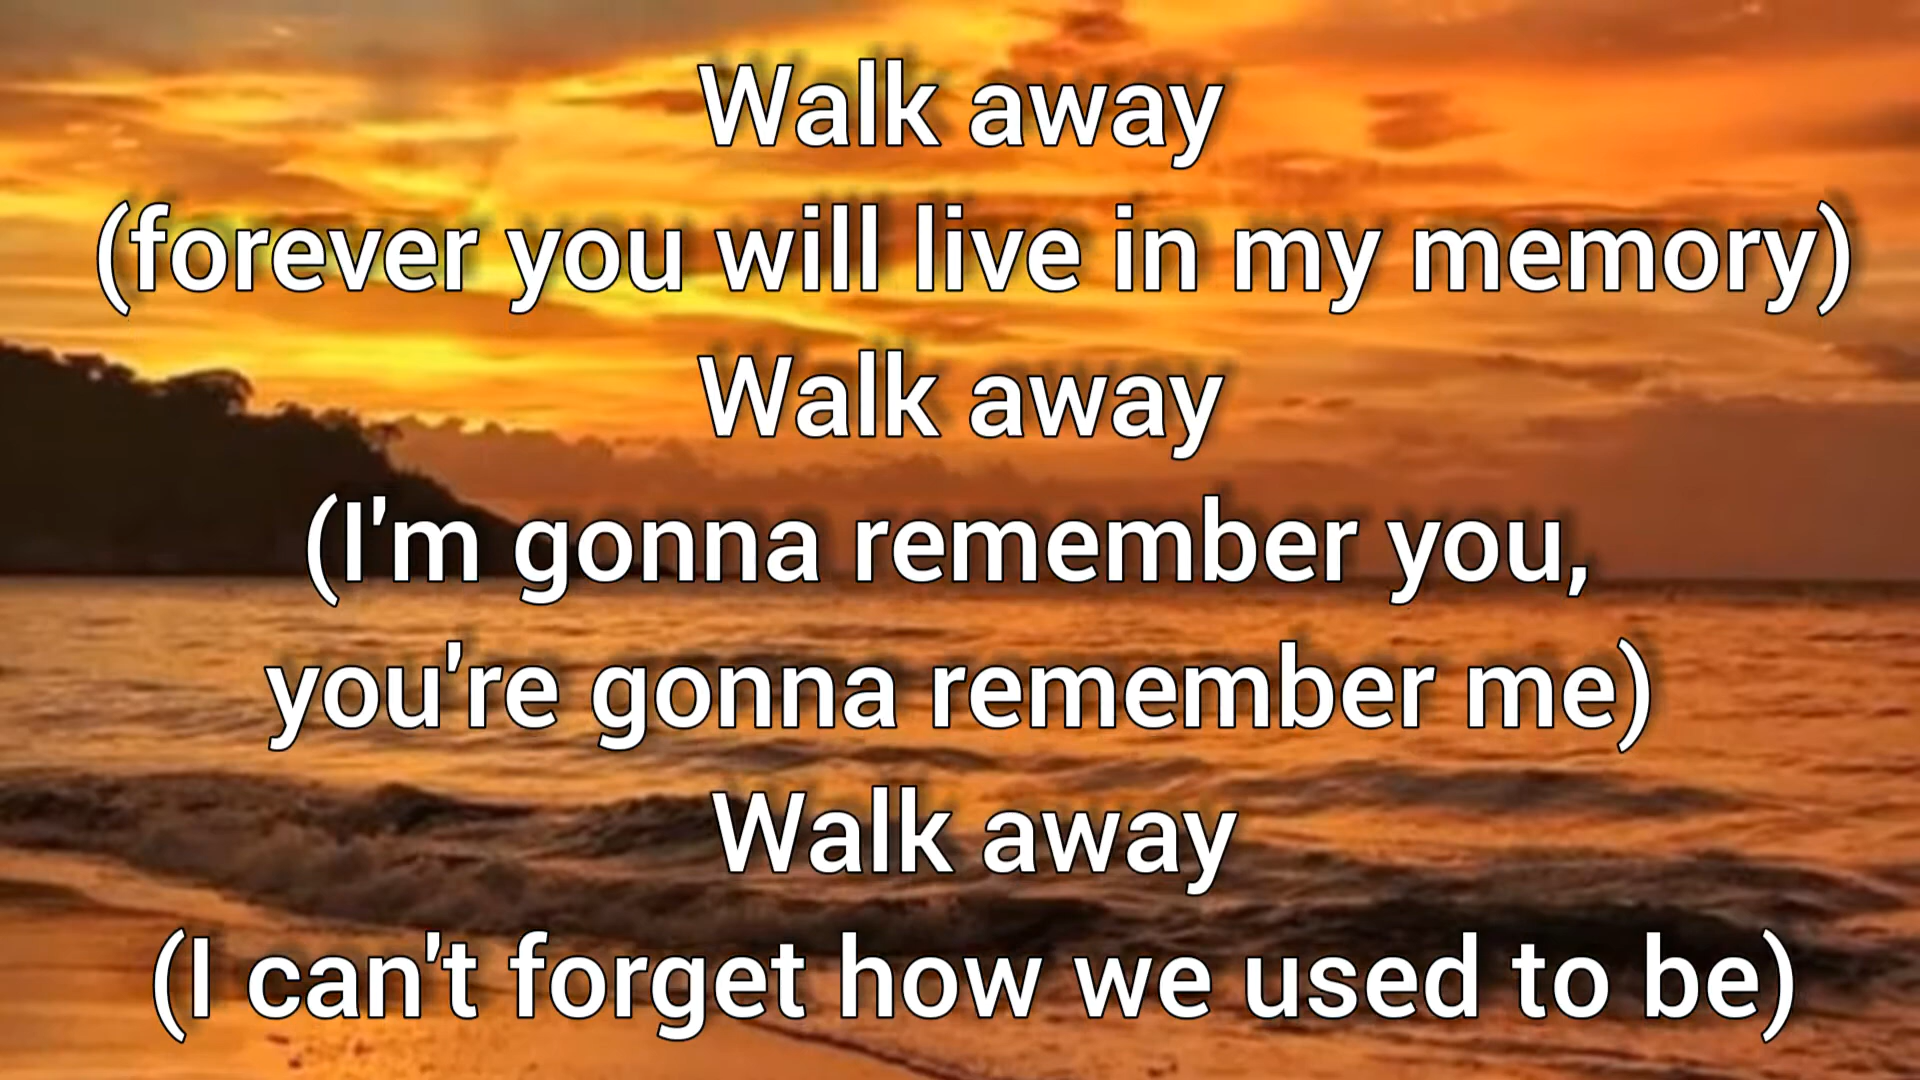 Walk away
(forever you will live in my memory)
Walk away
(I'm gonna remember you,
you're gonna remember me)
Walk away
(I can't forget how we used to be)